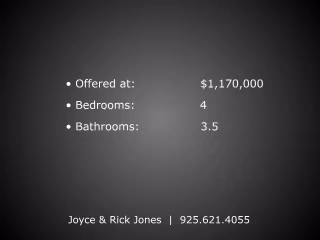 • Offered at: $1,170,000
• Bedrooms: 4
• Bathrooms: 3.5
Joyce & Rick Jones | 925.621.4055